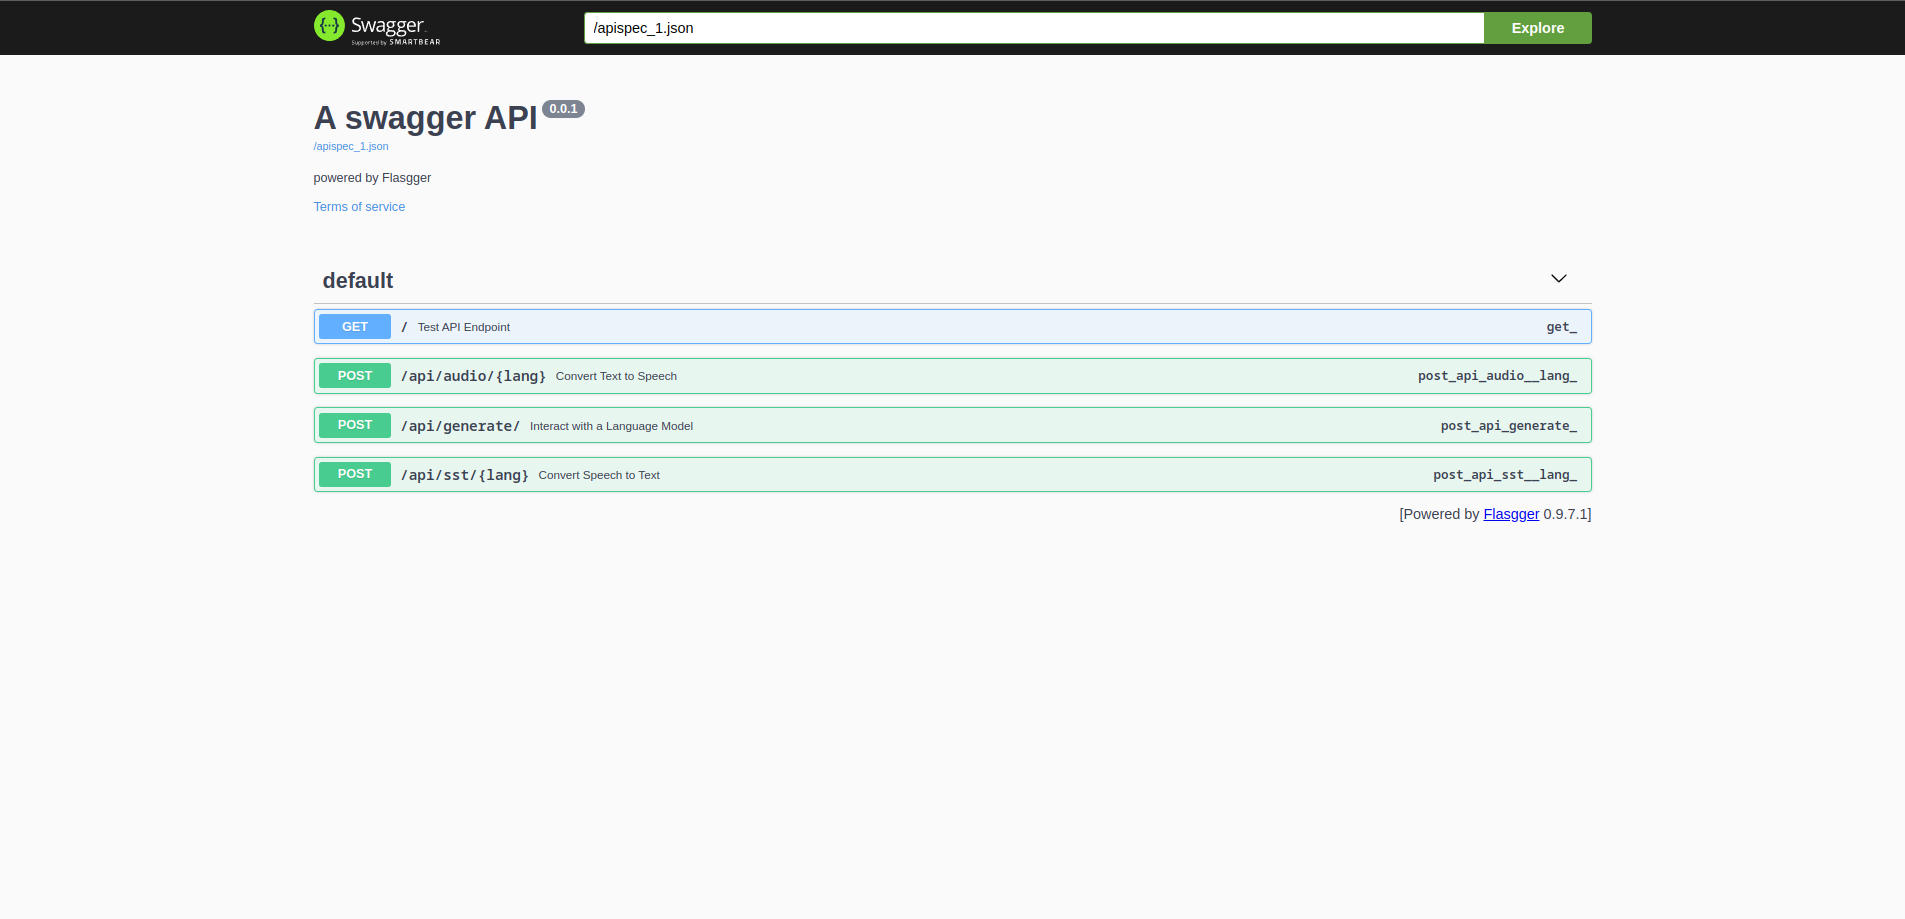 Swagger
Supported by SMARTBEAR
/apispec_1.json
Explore
A swagger API 0.0.1
/apispec_1.json
powered by Flasgger
Terms of service
default
GET / Test API Endpoint get_
POST /api/audio/{lang} Convert Text to Speech post_api_audio__lang_
POST /api/generate/ Interact with a Language Model post_api_generate_
POST /api/sst/{lang} Convert Speech to Text post_api_sst__lang_
[Powered by Flasgger 0.9.7.1]